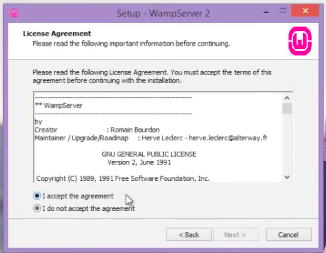 Setup - WampServer 2
License Agreement
Please read the following important information before continuing.
Please read the following License Agreement. You must accept the terms of this
agreement before continuing with the installation.
** WampServer
by
Creator : Romain Bourdon
Maintainer / Upgrade/Roadmap : Herve Leclerc - herve.leclerc@alterway.fr
GNU GENERAL PUBLIC LICENSE
Version 2, June 1991
Copyright (C) 1989, 1991 Free Software Foundation, Inc.
I accept the agreement
I do not accept the agreement
< Back Next > Cancel